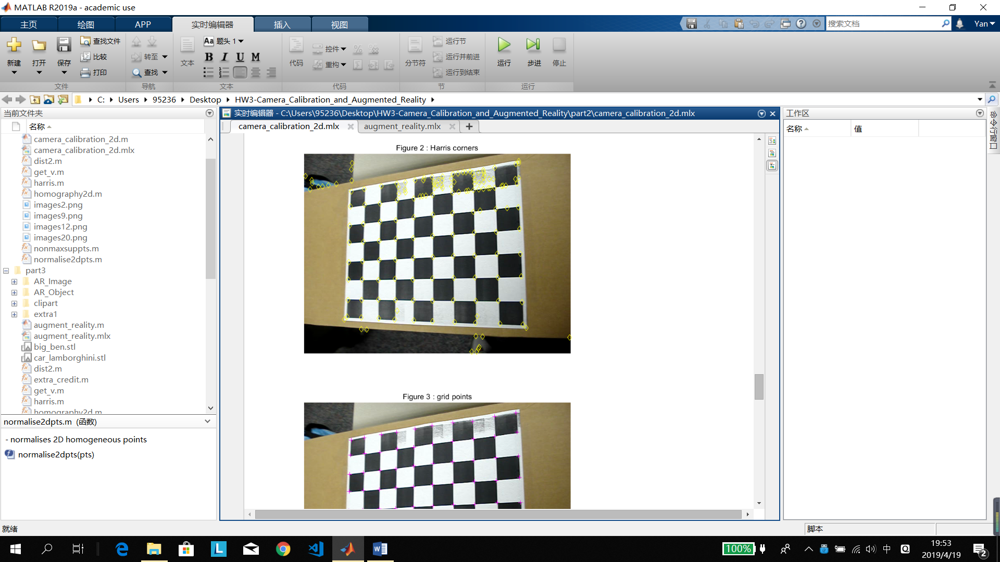 MATLAB R2019a - academic use
主页 绘图 APP 实时编辑器 插入 视图
搜索文档
Yan
新建 打开 保存
查找文件
比较
打印
文件
转至
查找
导航
文本
Aa 题头 1
B I U M
文本
代码
控件
重构
代码
分节符
运行节
运行并前进
运行到结束
节
运行 步进 停止
运行
C: Users 95236 Desktop HW3-Camera_Calibration_and_Augmented_Reality
当前文件夹
名称
camera_calibration_2d.m
camera_calibration_2d.mlx
dist2.m
get_v.m
harris.m
homography2d.m
images2.png
images9.png
images12.png
images20.png
nonmaxsuppts.m
normalise2dpts.m
part3
AR_Image
AR_Object
clipart
extra1
augment_reality.m
augment_reality.mlx
big_ben.stl
car_lamborghini.stl
dist2.m
extra_credit.m
get_v.m
harris.m
homography2d.m
normalise2dpts.m (函数)
- normalises 2D homogeneous points
normalise2dpts(pts)
实时编辑器 - C:\Users\95236\Desktop\HW3-Camera_Calibration_and_Augmented_Reality\part2\camera_calibration_2d.mlx
camera_calibration_2d.mlx augment_reality.mlx
Figure 2 : Harris corners
Figure 3 : grid points
工作区
名称 值
命令行窗口
就绪
脚本
100%
中
19:53
2019/4/19
2